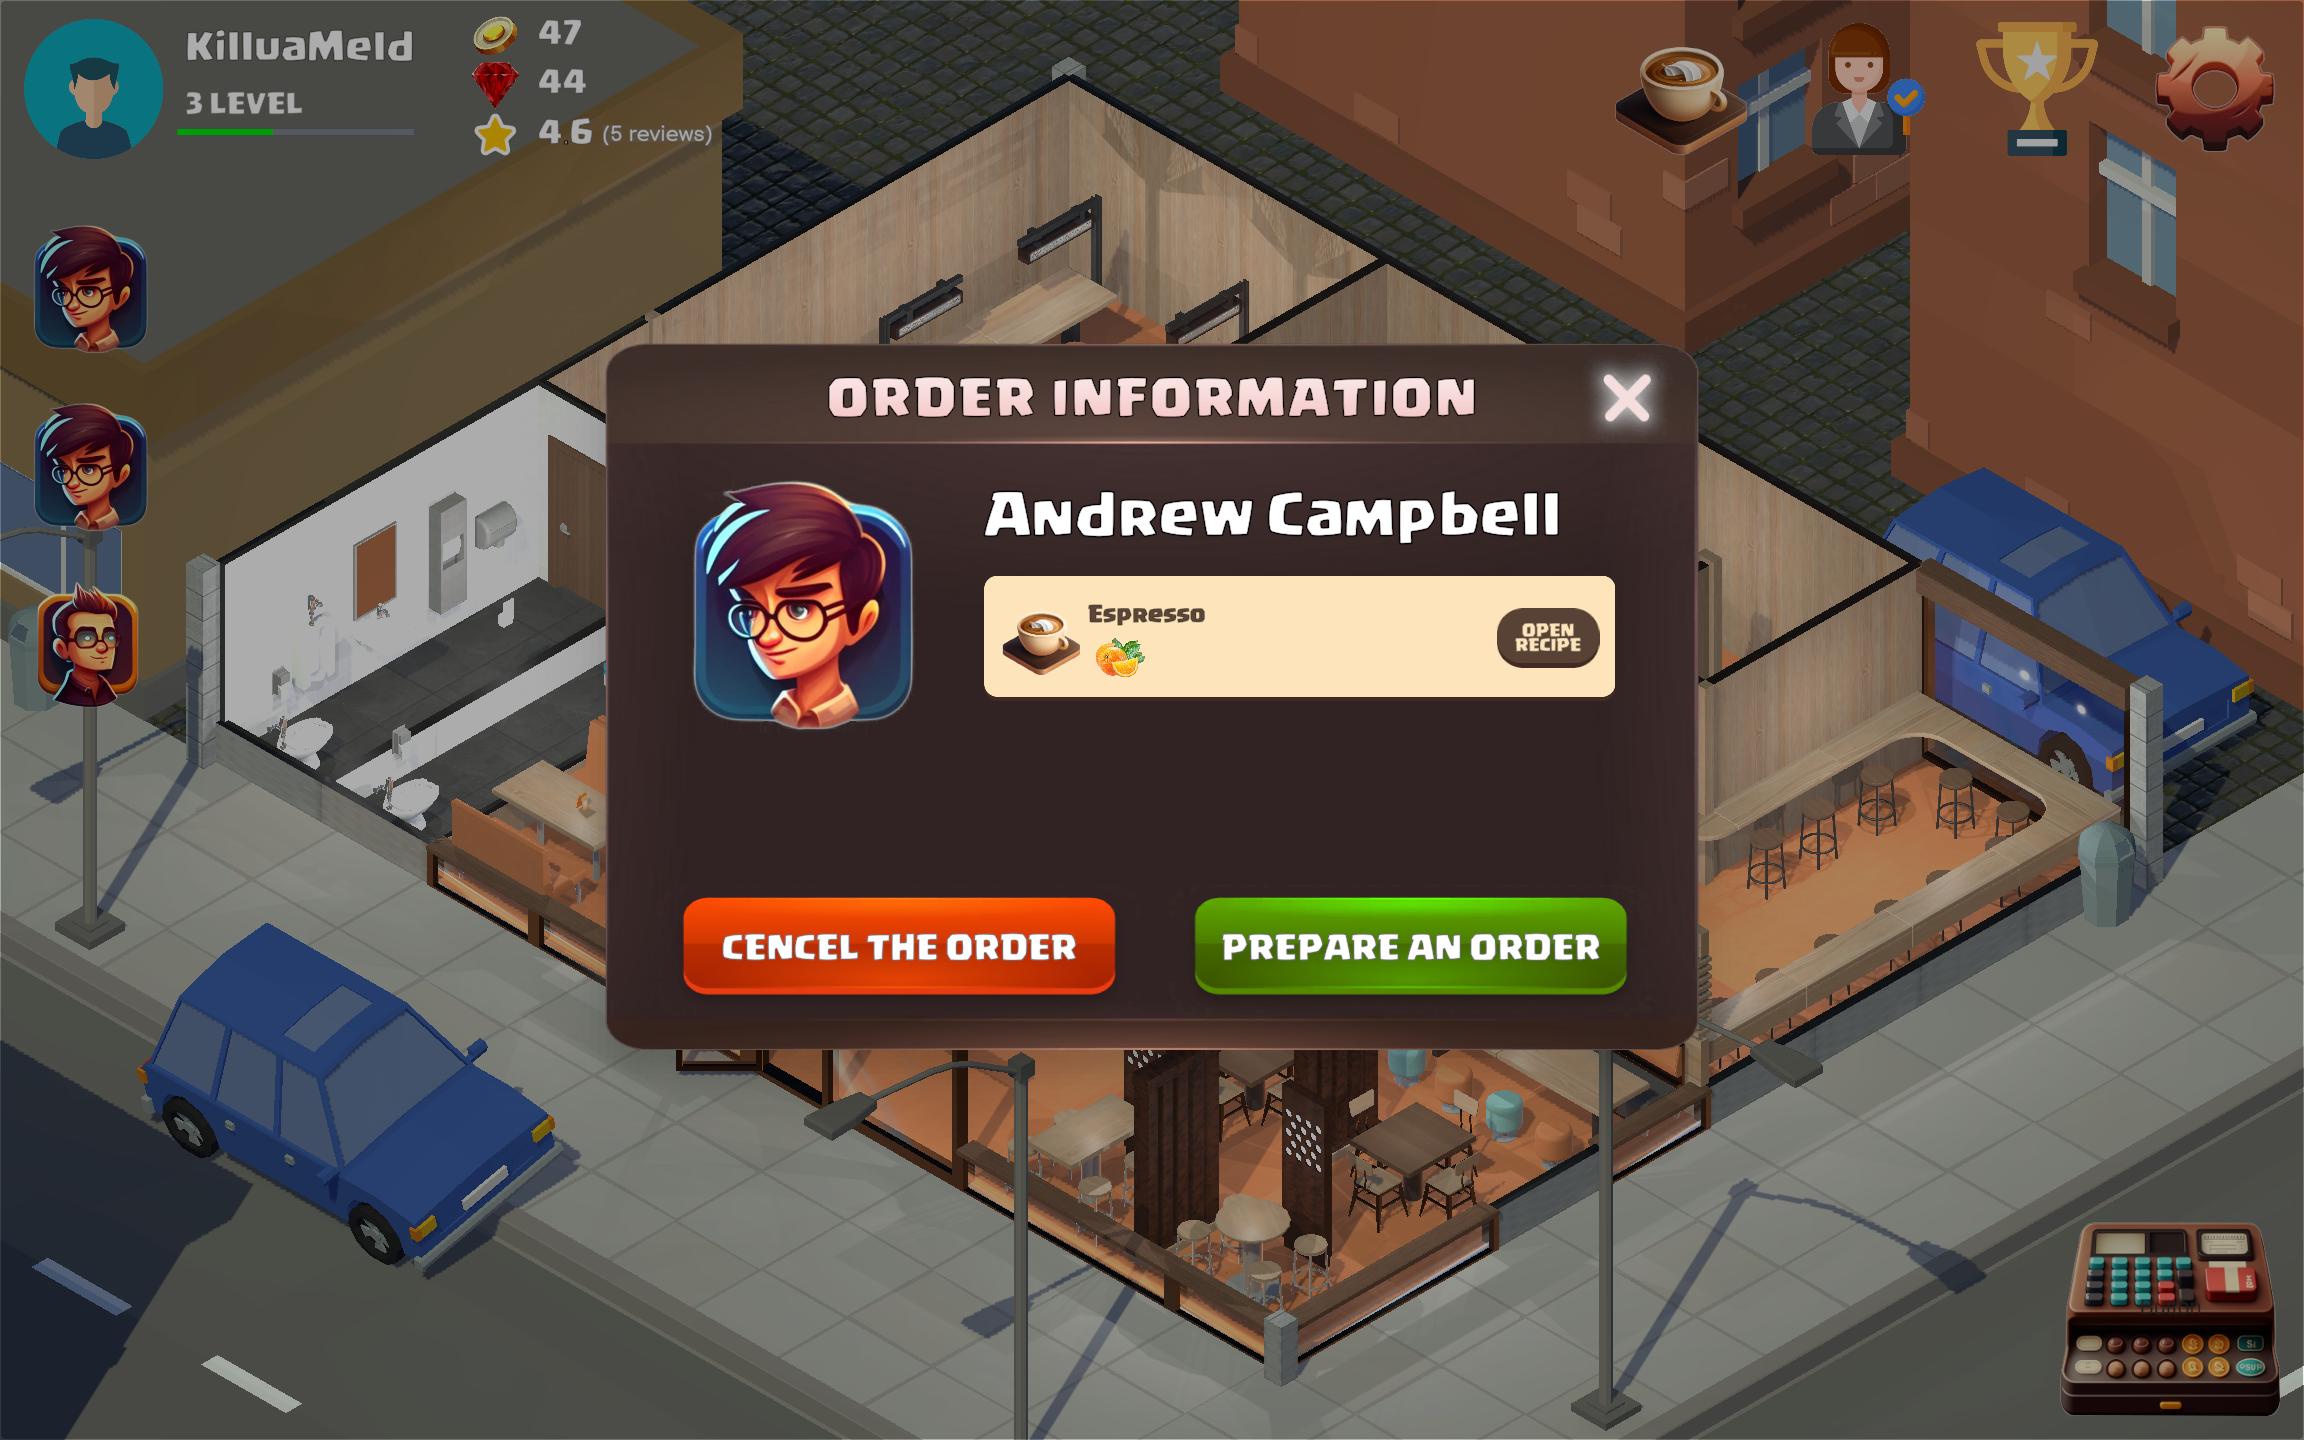 KilluaMeld
3 LEVEL
47
44
4.6 (5 reviews)
ORDER INFORMATION
Andrew Campbell
Espresso
OPEN
RECIPE
CENCEL THE ORDER
PREPARE AN ORDER